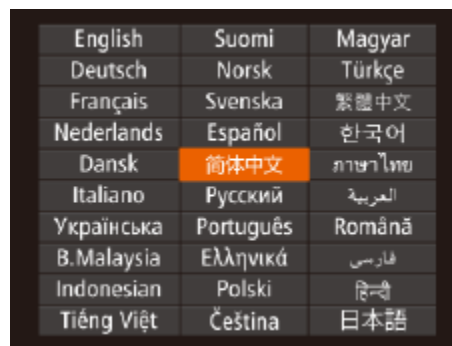 English Suomi Magyar
Deutsch Norsk Türkçe
Français Svenska 繁體中文
Nederlands Español 한국어
Dansk 简体中文 ภาษาไทย
Italiano Русский العربية
Українська Português Română
B.Malaysia Ελληνικά فارسی
Indonesian Polski हिन्दी
Tiếng Việt Čeština 日本語